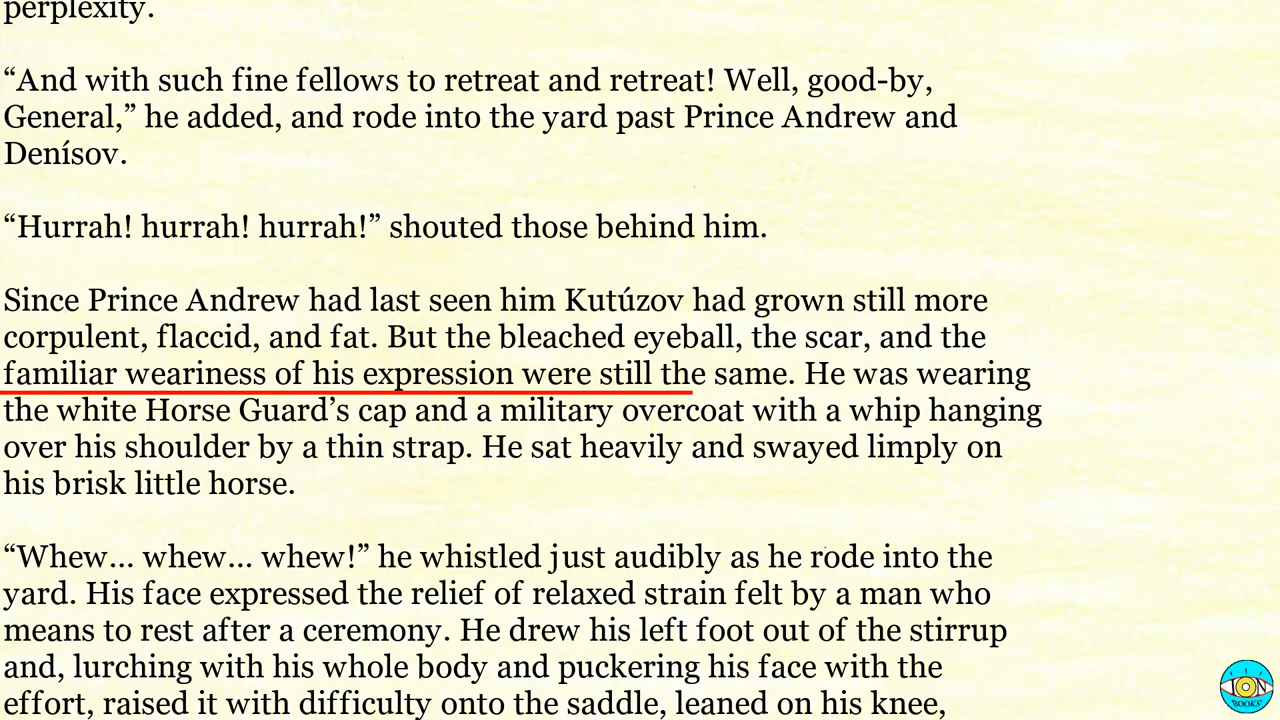 perplexity.
“And with such fine fellows to retreat and retreat! Well, good-by,
General,” he added, and rode into the yard past Prince Andrew and
Denísov.
“Hurrah! hurrah! hurrah!” shouted those behind him.
Since Prince Andrew had last seen him Kutúzov had grown still more
corpulent, flaccid, and fat. But the bleached eyeball, the scar, and the
familiar weariness of his expression were still the same. He was wearing
the white Horse Guard’s cap and a military overcoat with a whip hanging
over his shoulder by a thin strap. He sat heavily and swayed limply on
his brisk little horse.
“Whew... whew... whew!” he whistled just audibly as he rode into the
yard. His face expressed the relief of relaxed strain felt by a man who
means to rest after a ceremony. He drew his left foot out of the stirrup
and, lurching with his whole body and puckering his face with the
effort, raised it with difficulty onto the saddle, leaned on his knee,
ION
BOOKS